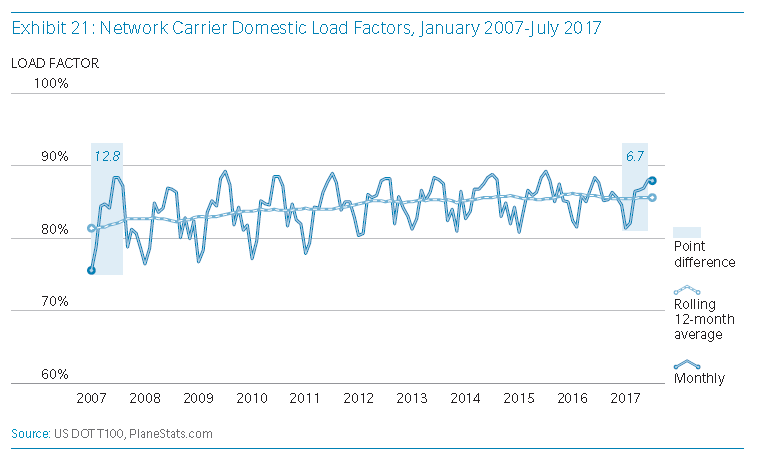 Exhibit 21: Network Carrier Domestic Load Factors, January 2007-July 2017
LOAD FACTOR
100%
90%
12.8
6.7
80%
Point
difference
70%
Rolling
12-month
average
60%
Monthly
2007 2008 2009 2010 2011 2012 2013 2014 2015 2016 2017
Source: US DOT T100, PlaneStats.com